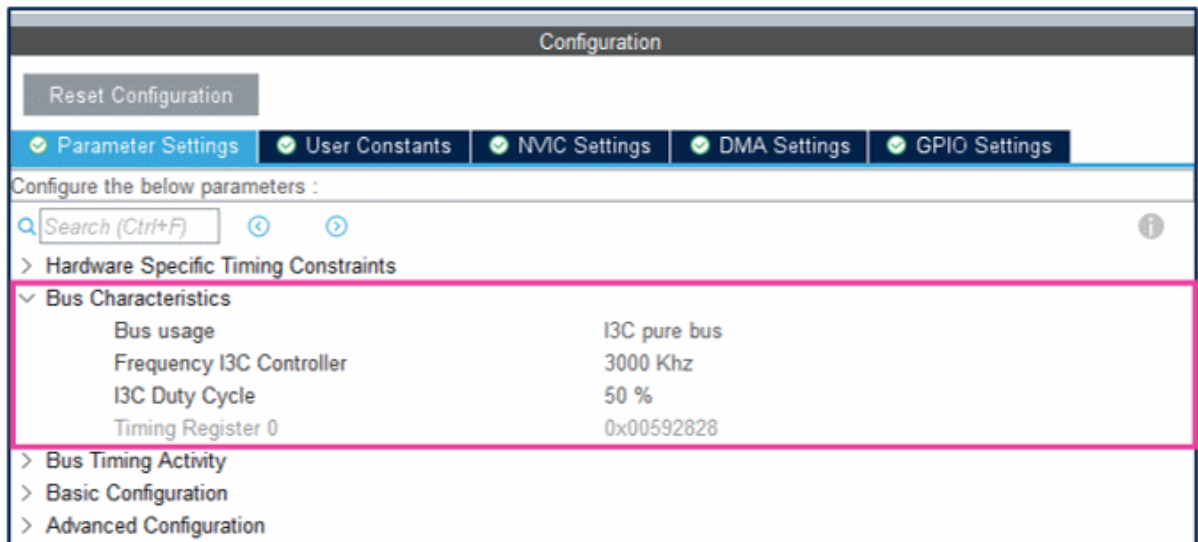 Configuration
Reset Configuration
Parameter Settings User Constants NVIC Settings DMA Settings GPIO Settings
Configure the below parameters :
Search (Ctrl+F)
> Hardware Specific Timing Constraints
Bus Characteristics
Bus usage I3C pure bus
Frequency I3C Controller 3000 Khz
I3C Duty Cycle 50 %
Timing Register 0 0x00592828
> Bus Timing Activity
> Basic Configuration
> Advanced Configuration